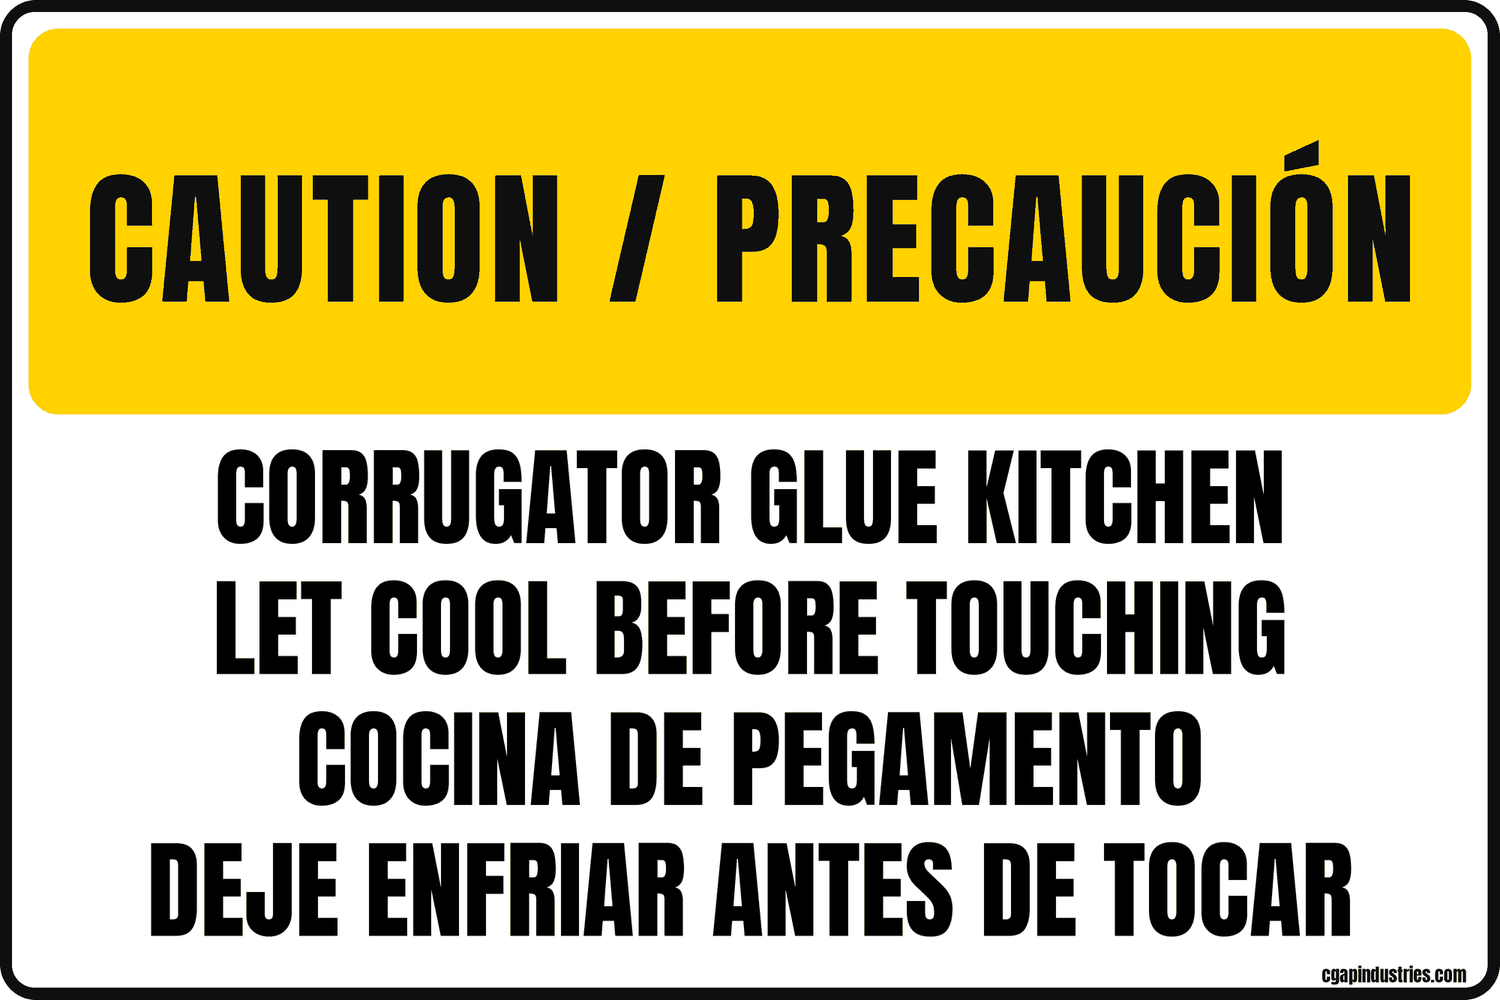 CAUTION / PRECAUCIÓN
CORRUGATOR GLUE KITCHEN
LET COOL BEFORE TOUCHING
COCINA DE PEGAMENTO
DEJE ENFRIAR ANTES DE TOCAR
cgapindustries.com